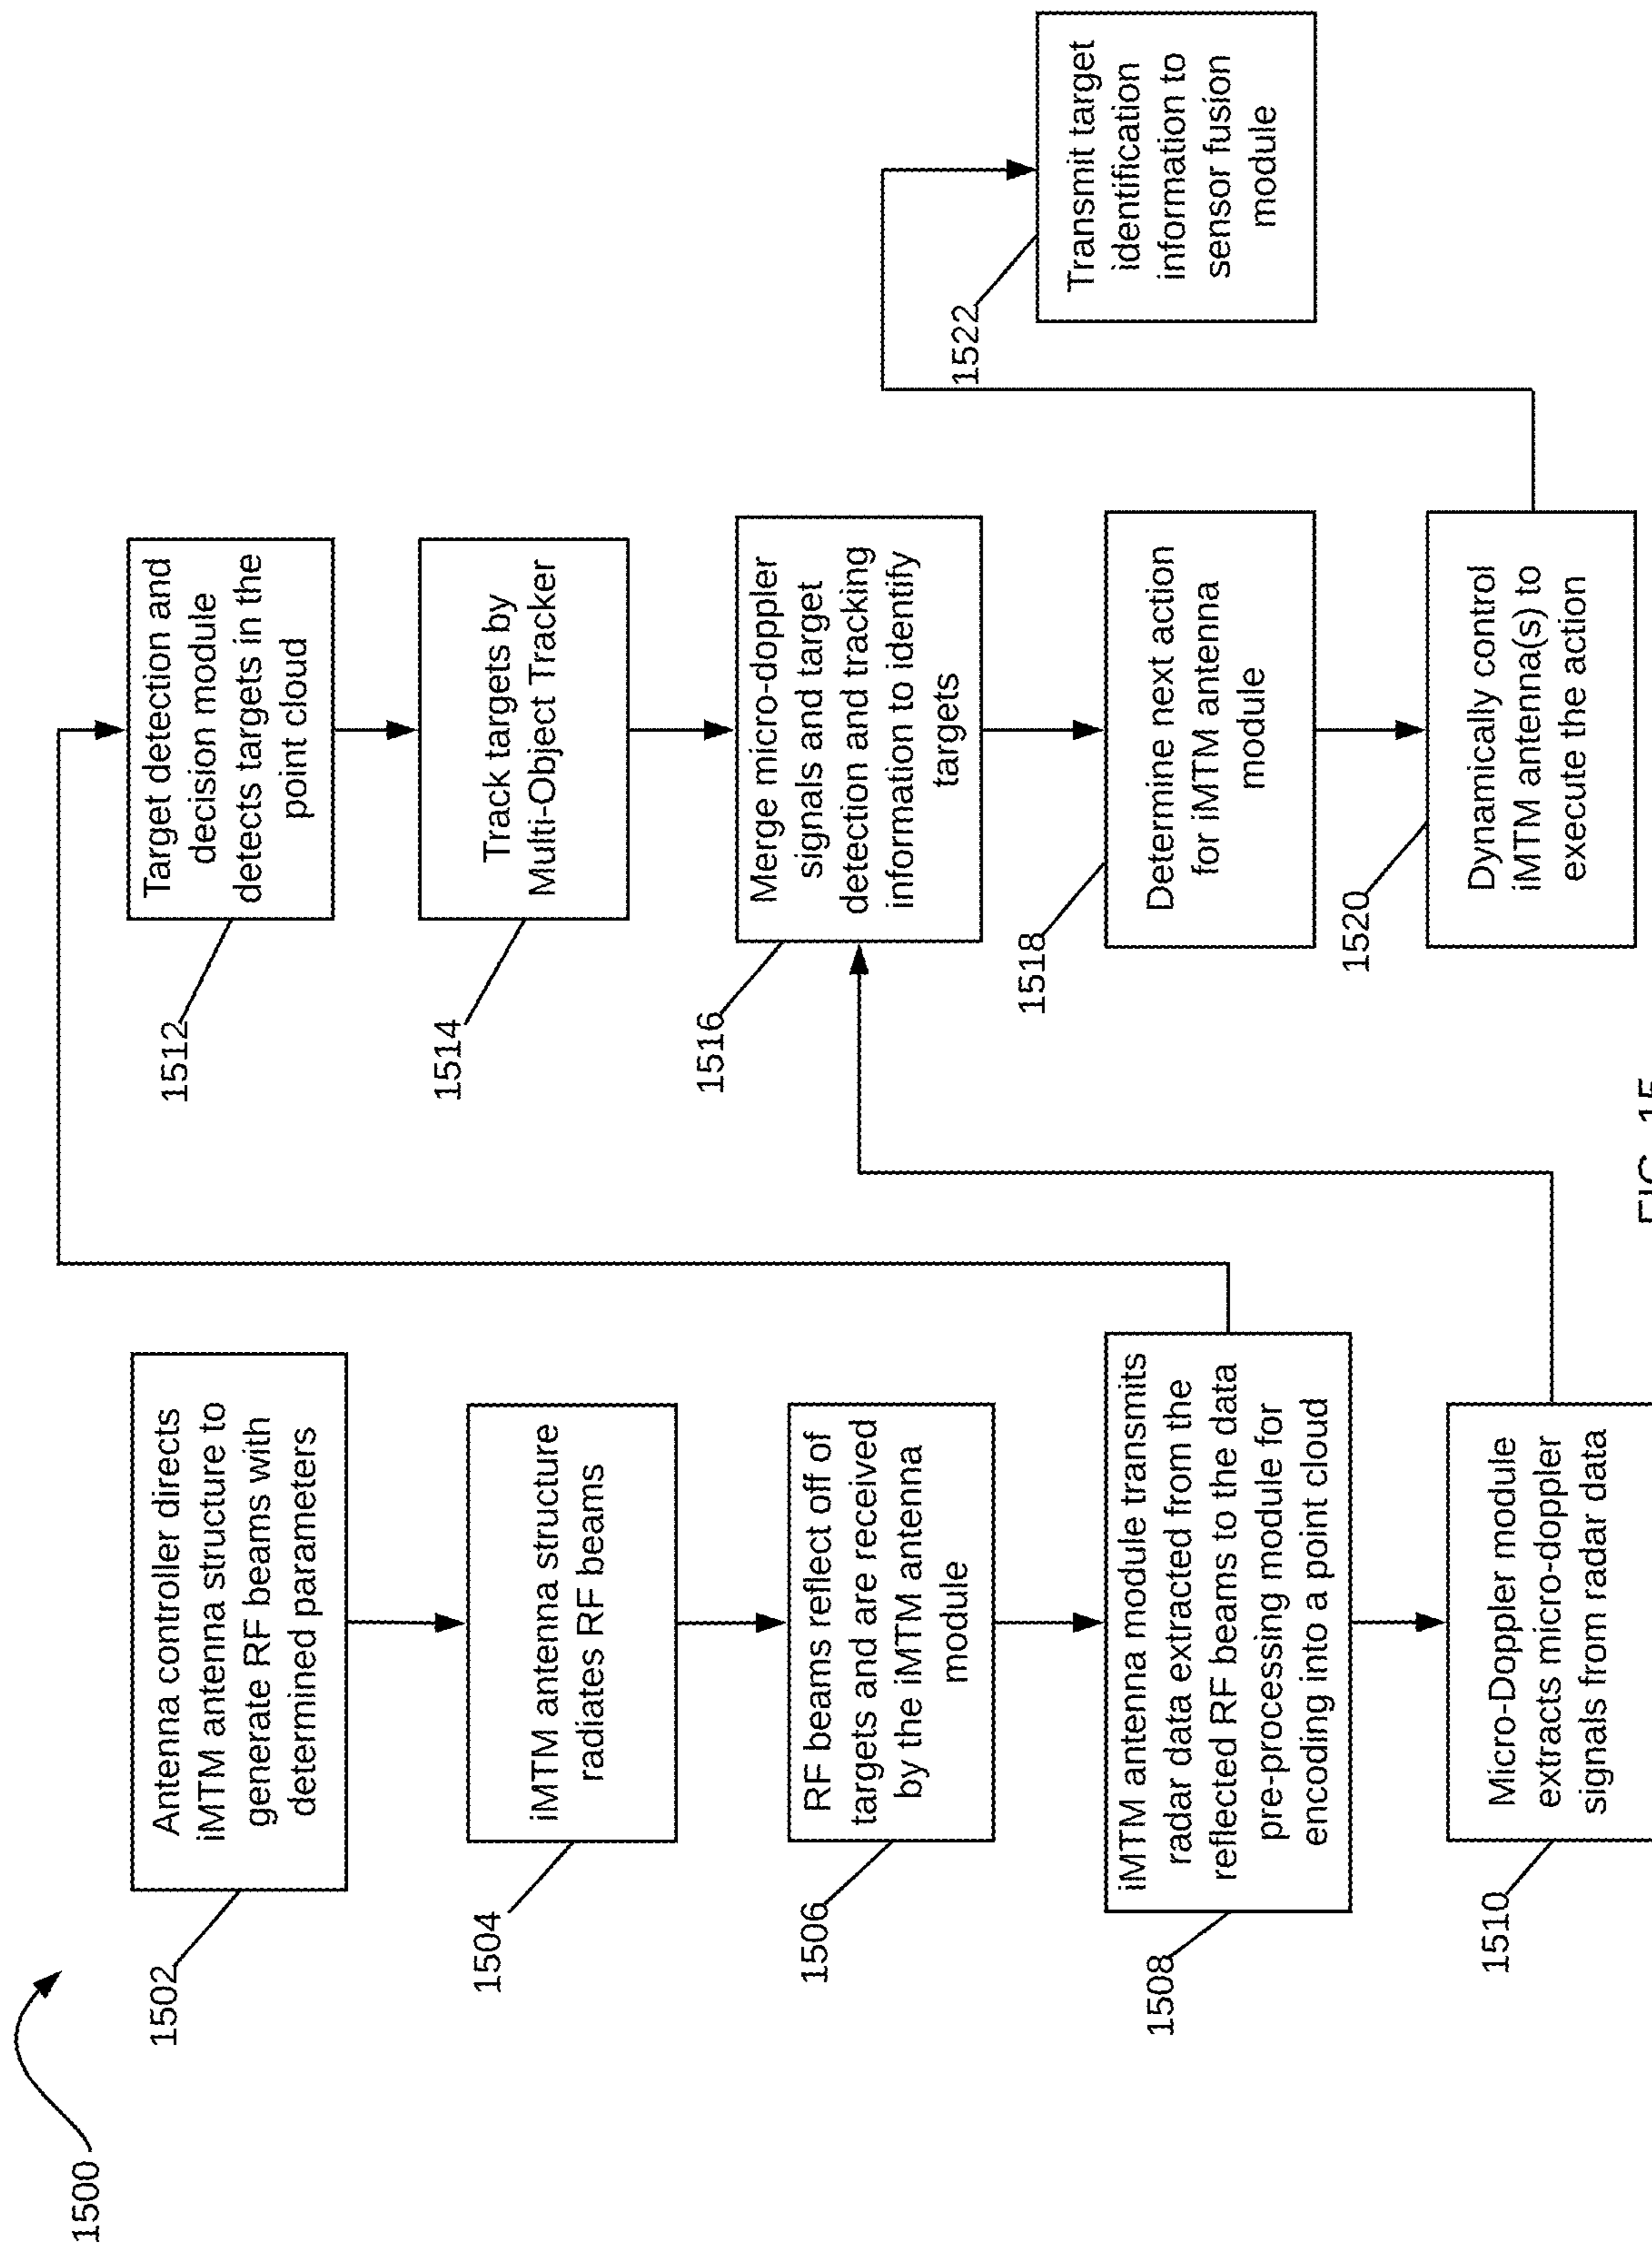 1500
1502
Antenna controller directs
iMTM antenna structure to
generate RF beams with
determined parameters
1504
iMTM antenna structure
radiates RF beams
1506
RF beams reflect off of
targets and are received
by the iMTM antenna
module
1508
iMTM antenna module transmits
radar data extracted from the
reflected RF beams to the data
pre-processing module for
encoding into a point cloud
1510
Micro-Doppler module
extracts micro-doppler
signals from radar data
1512
Target detection and
decision module
detects targets in the
point cloud
1514
Track targets by
Multi-Object Tracker
1516
Merge micro-doppler
signals and target
detection and tracking
information to identify
targets
1518
Determine next action
for iMTM antenna
module
1520
Dynamically control
iMTM antenna(s) to
execute the action
1522
Transmit target
identification
information to
sensor fusion
module
FIG. 15